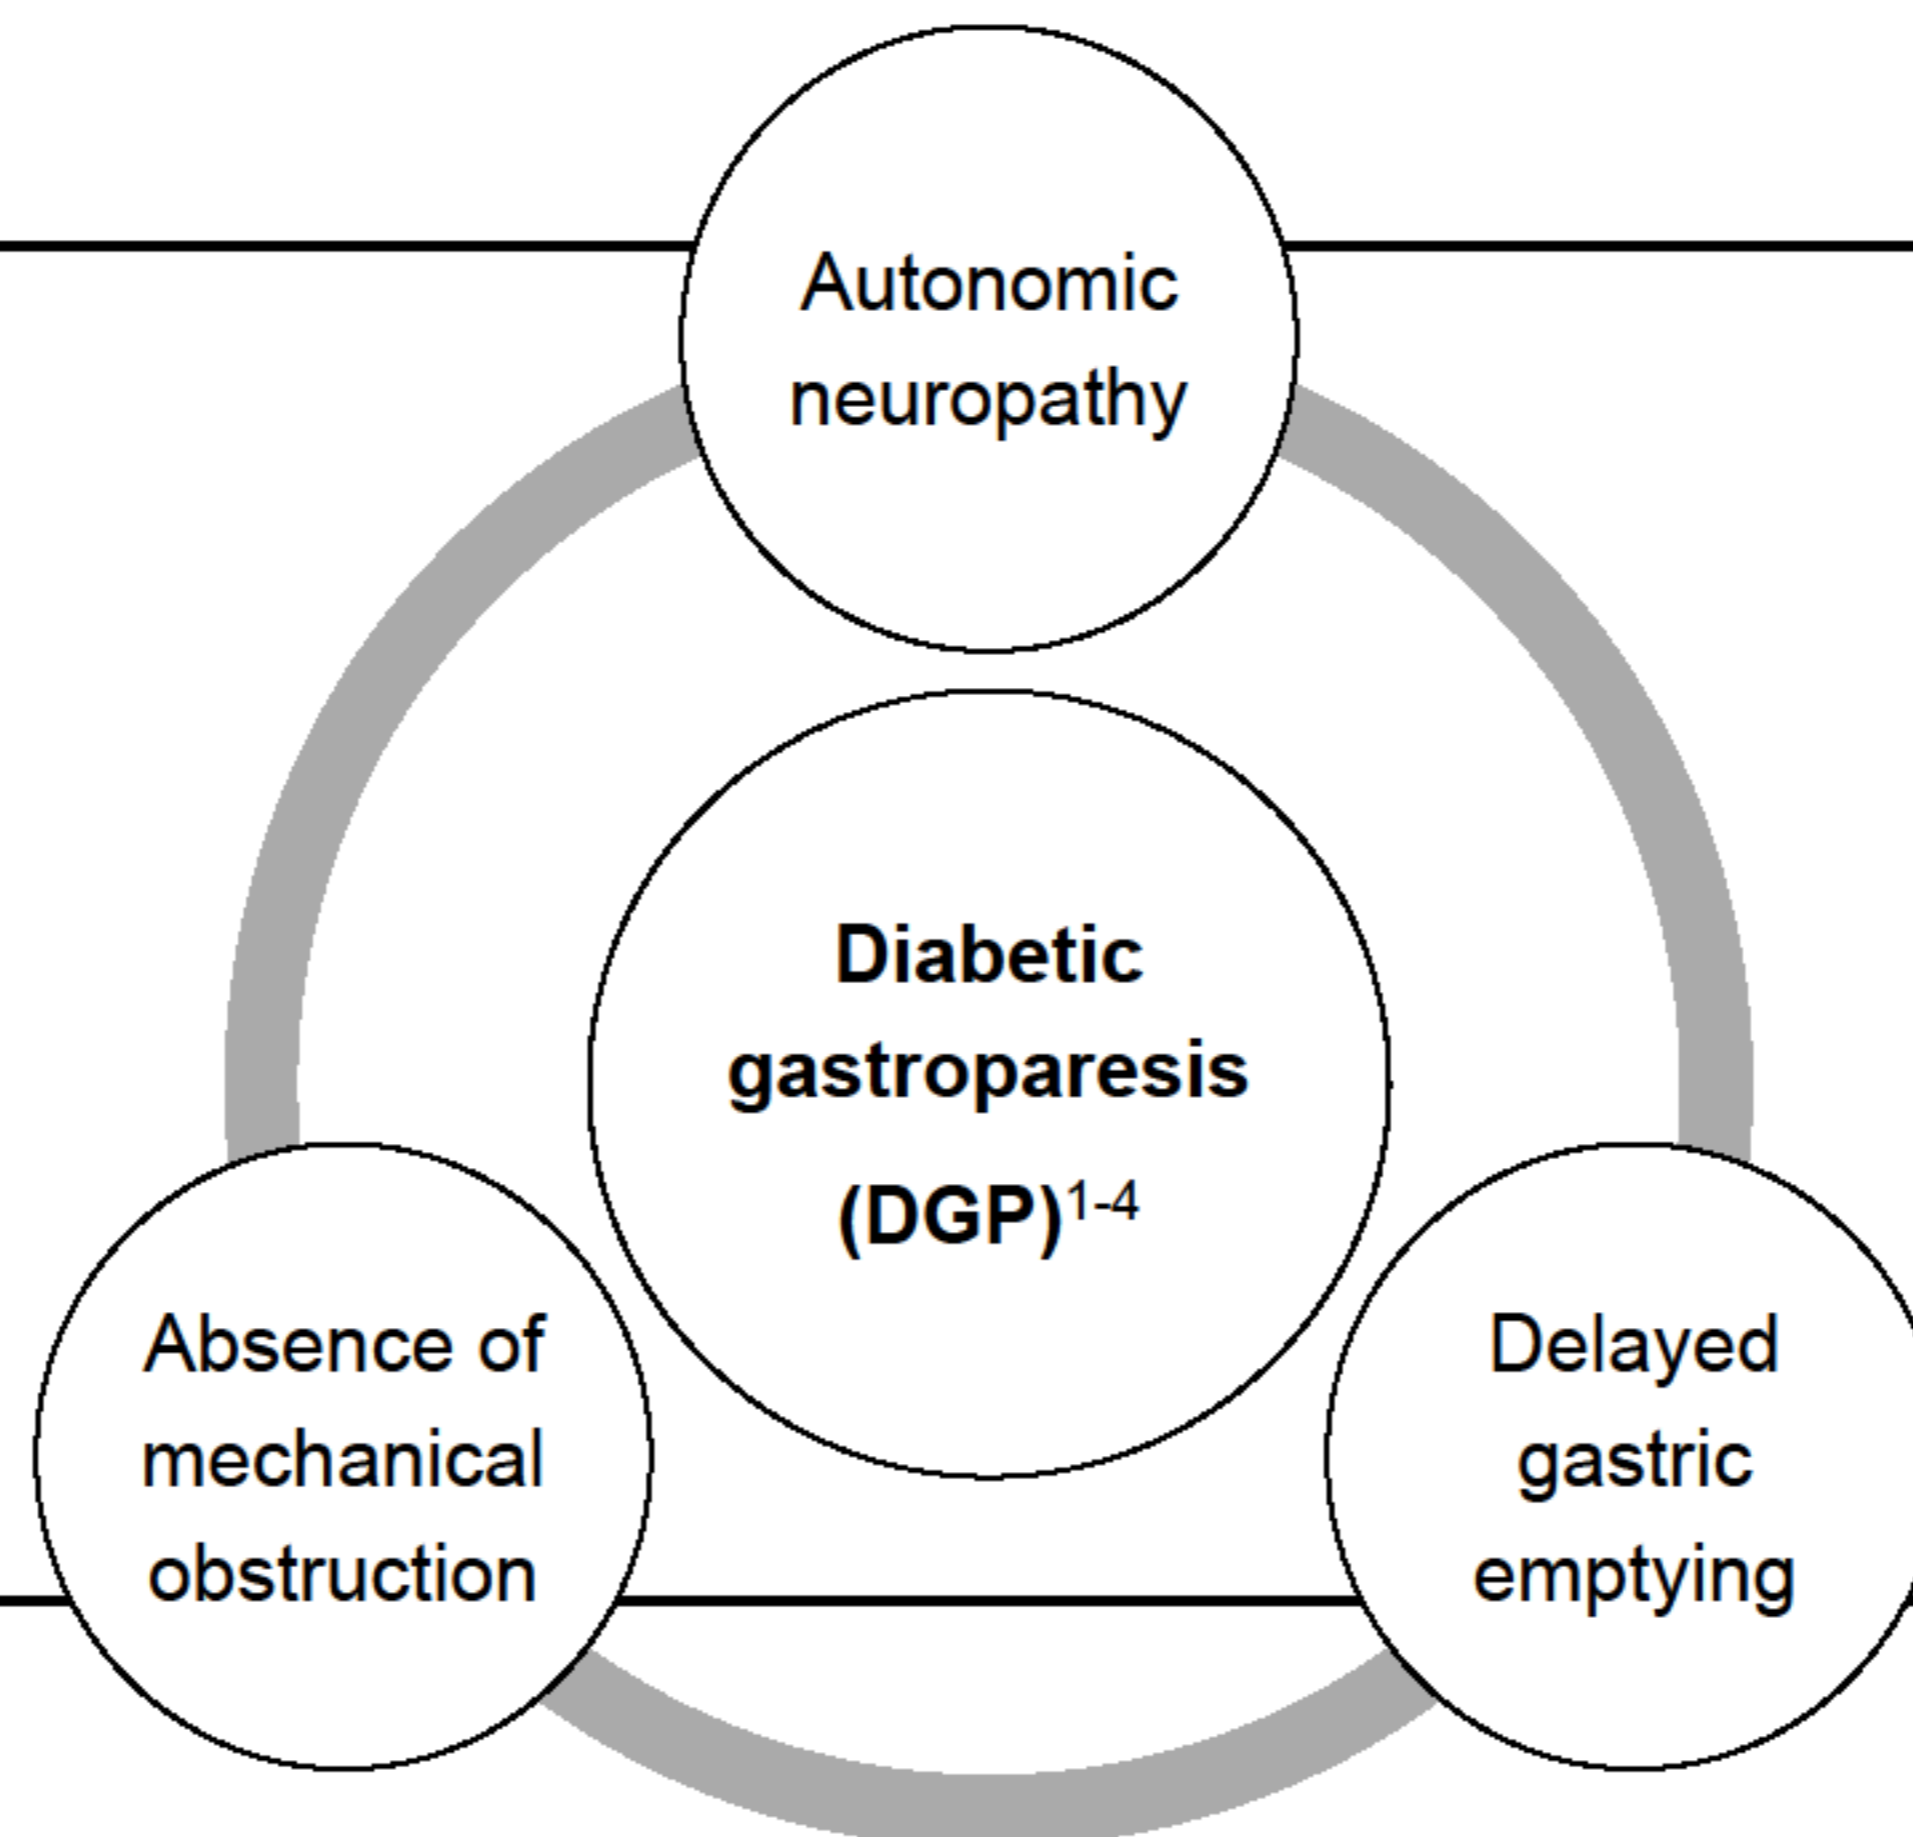 Autonomic
neuropathy
Diabetic
gastroparesis
(DGP)1-4
Absence of
mechanical
obstruction
Delayed
gastric
emptying